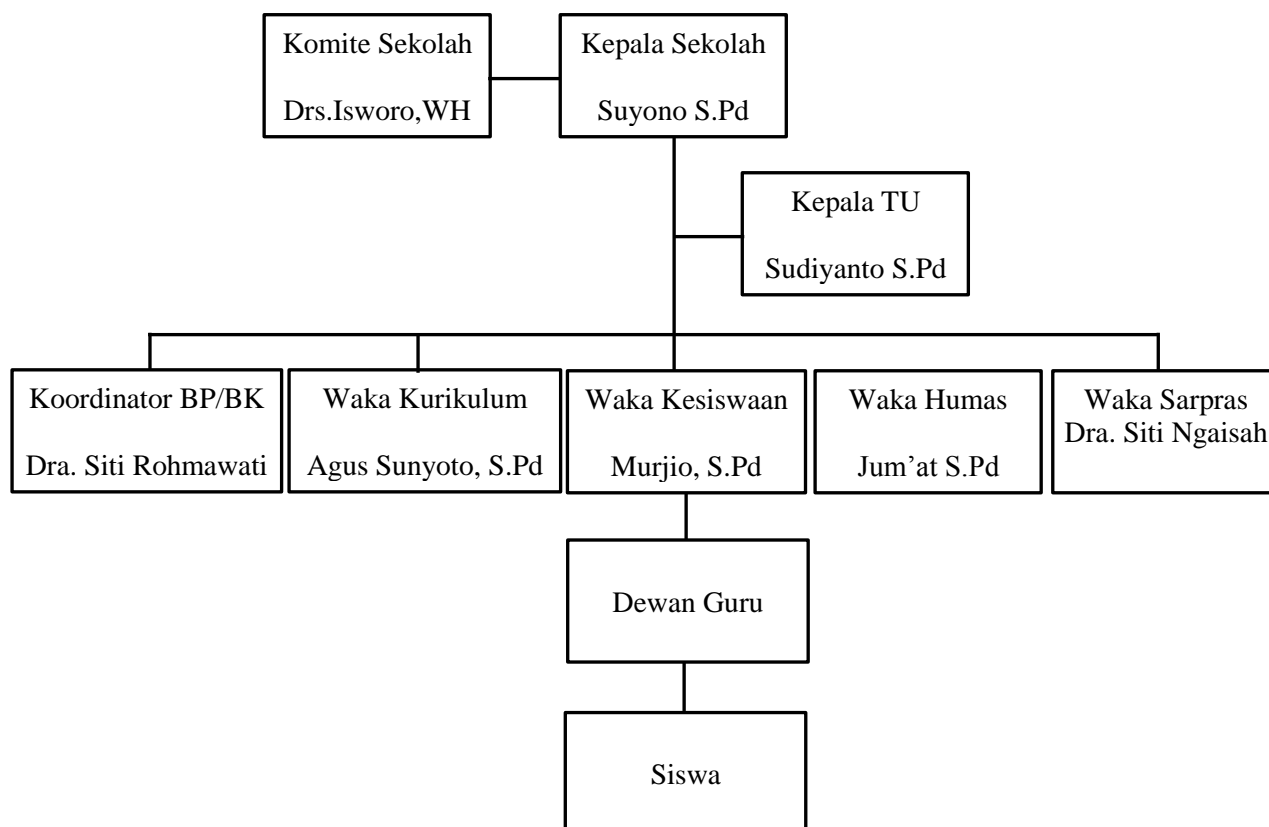 Komite Sekolah
Drs.Isworo,WH
Kepala Sekolah
Suyono S.Pd
Kepala TU
Sudiyanto S.Pd
Koordinator BP/BK
Dra. Siti Rohmawati
Waka Kurikulum
Agus Sunyoto, S.Pd
Waka Kesiswaan
Murjio, S.Pd
Waka Humas
Jum’at S.Pd
Waka Sarpras
Dra. Siti Ngaisah
Dewan Guru
Siswa